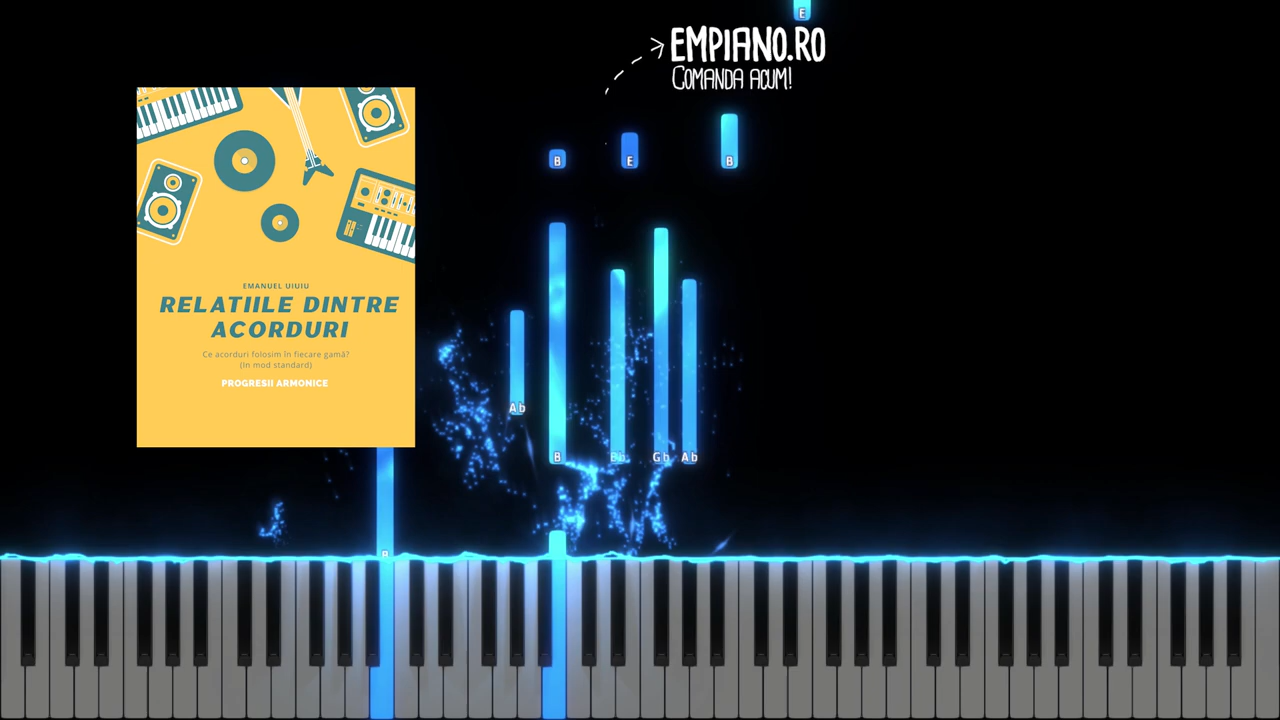 E
EMPIANO.RO
COMANDA ACUM!
B
E
B
EMANUEL UIUIU
RELATIILE DINTRE
ACORDURI
Ce acorduri folosim în fiecare gamă?
(In mod standard)
PROGRESII ARMONICE
Ab
B
Bb
Gb
Ab
B